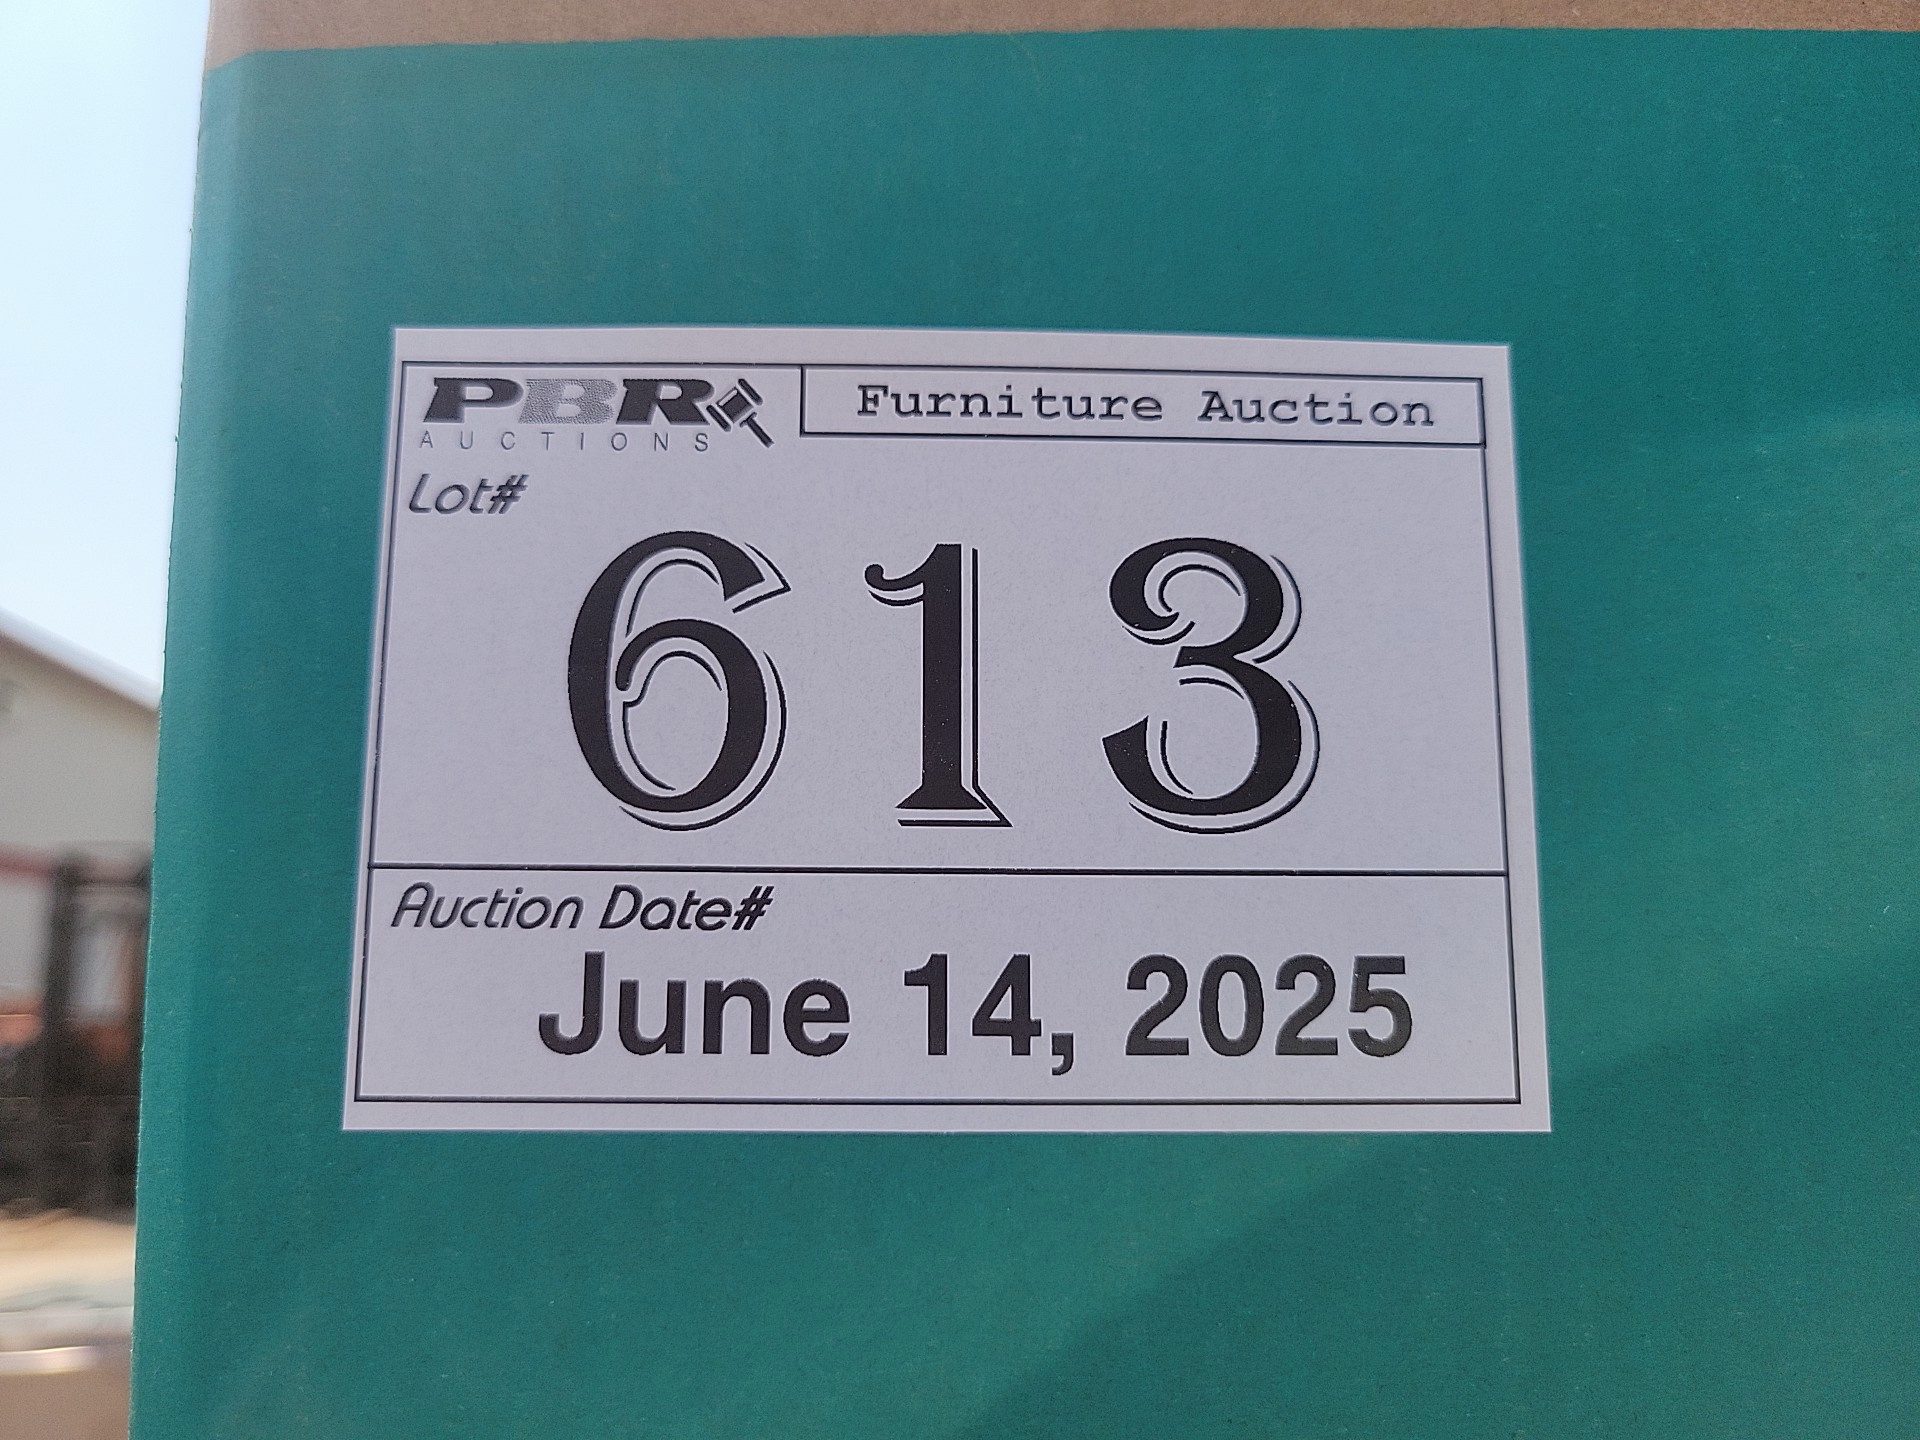 PBR
AUCTIONS
Furniture Auction
Lot#
613
Auction Date#
June 14, 2025